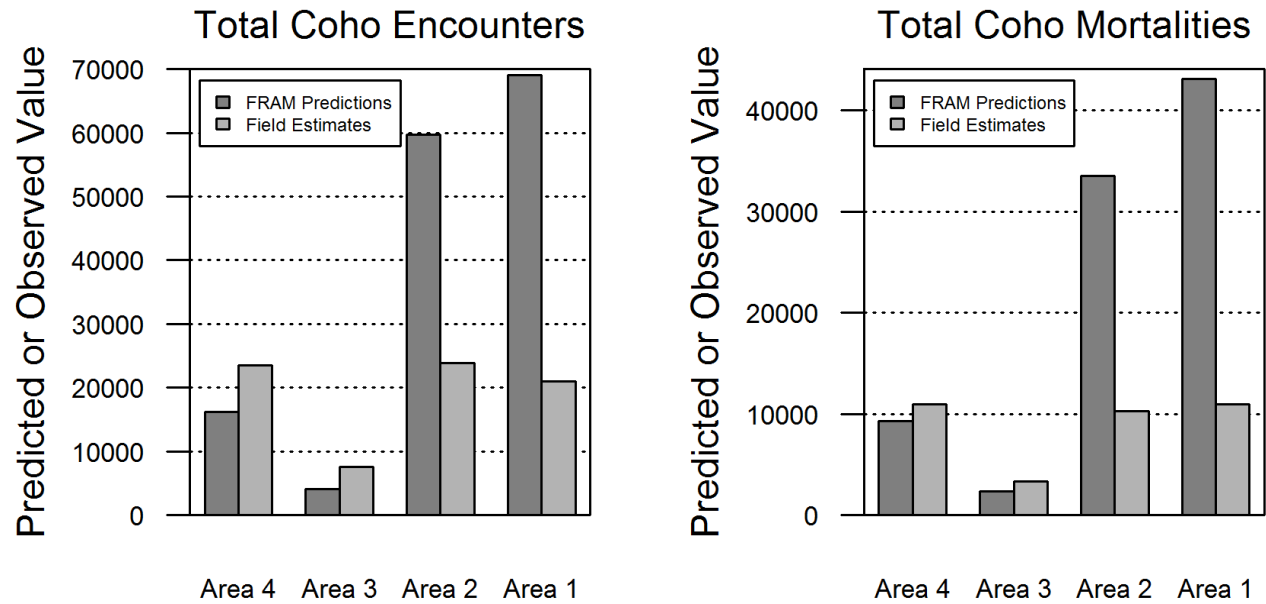 Total Coho Encounters
Predicted or Observed Value
70000
60000
50000
40000
30000
20000
10000
0
FRAM Predictions
Field Estimates
Area 4 Area 3 Area 2 Area 1
Total Coho Mortalities
Predicted or Observed Value
40000
30000
20000
10000
0
FRAM Predictions
Field Estimates
Area 4 Area 3 Area 2 Area 1